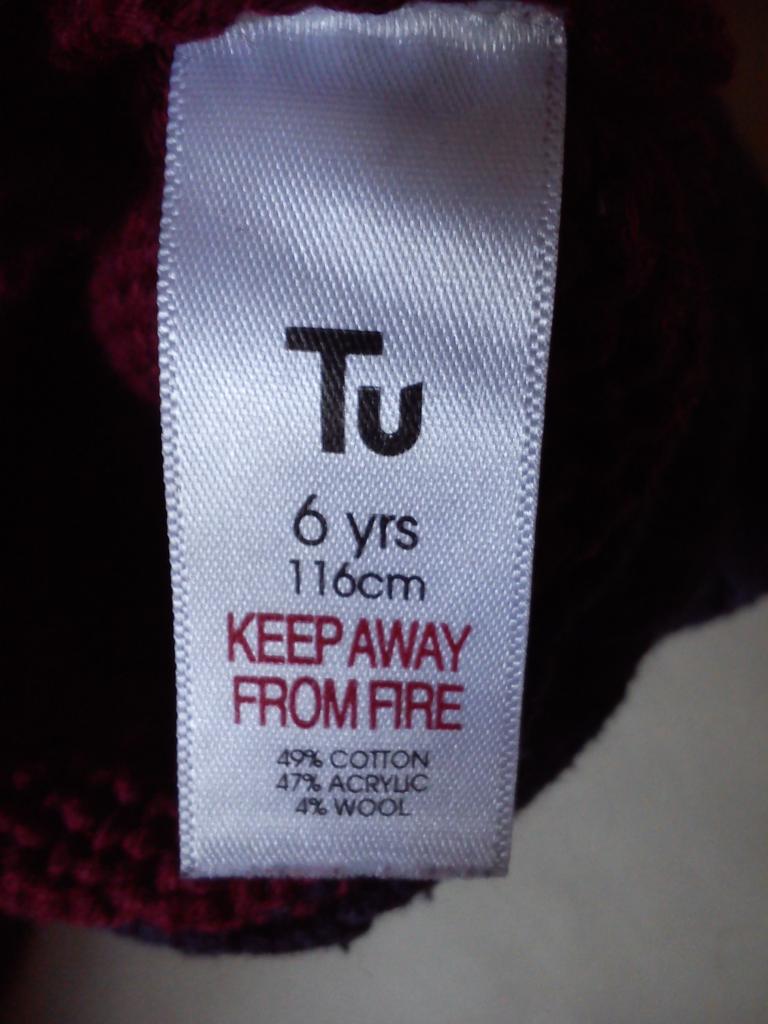 Tu
6 yrs
116cm
KEEP AWAY
FROM FIRE
49% COTTON
47% ACRYLIC
4% WOOL